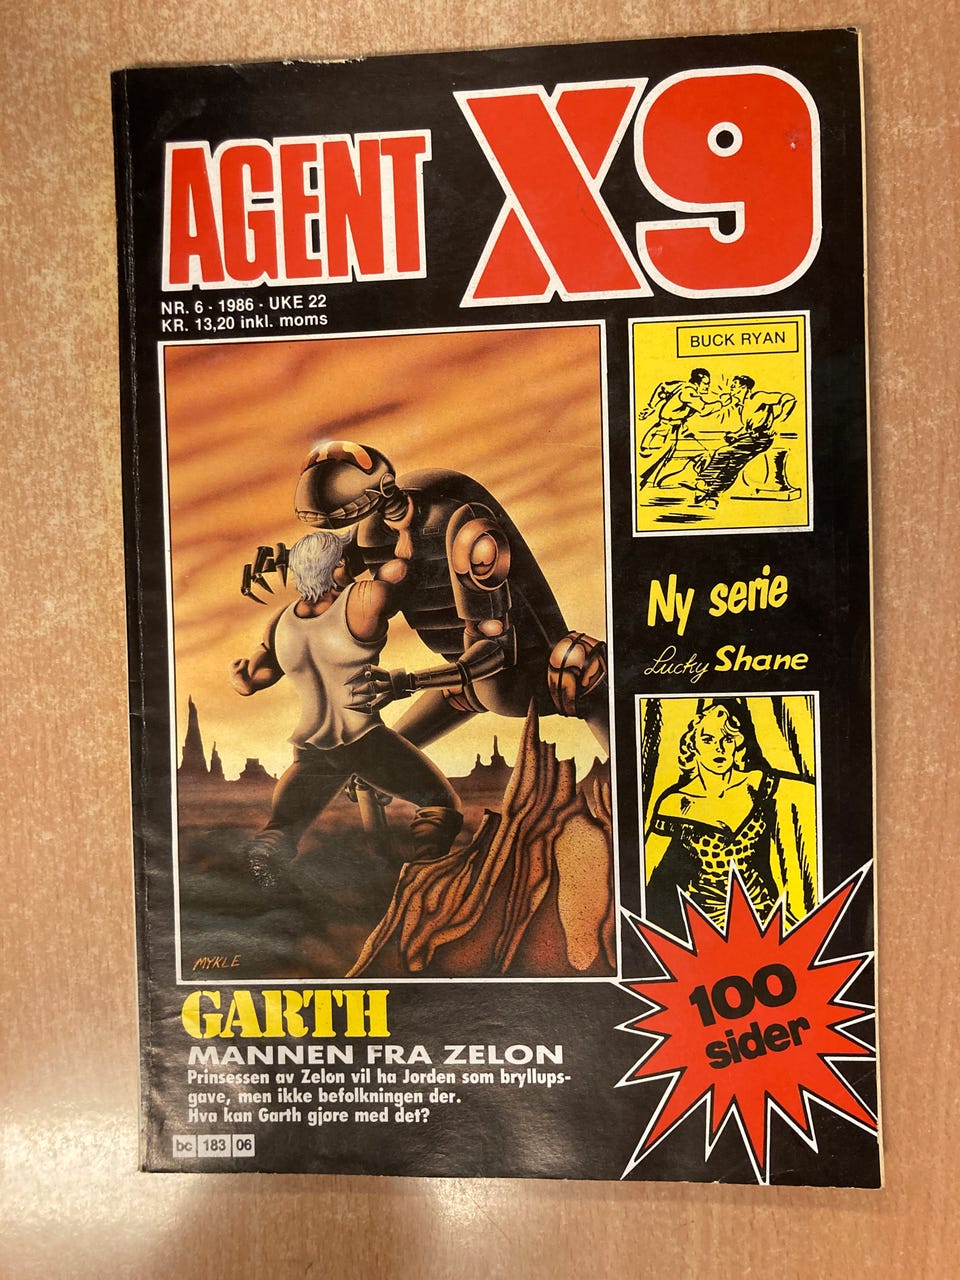 AGENT X9
NR. 6 - 1986 - UKE 22
KR. 13,20 inkl. moms
BUCK RYAN
Ny serie
Lucky Shane
MYKLE
100
sider
GARTH
MANNEN FRA ZELON
Prinsessen av Zelon vil ha Jorden som bryllups-
gave, men ikke befolkningen der.
Hva kan Garth gjøre med det?
bc 183 06